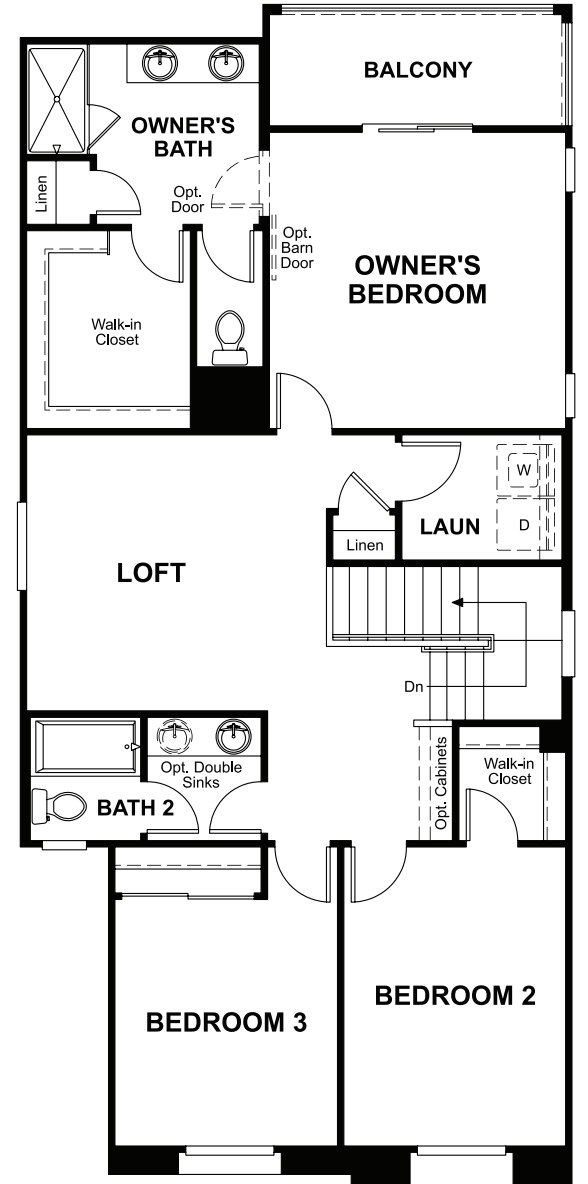 BALCONY
OWNER'S
BATH
Linen
Opt.
Door
Opt.
Barn
Door
OWNER'S
BEDROOM
Walk-in
Closet
W
LAUN
D
Linen
LOFT
Dn
Opt. Cabinets
Walk-in
Closet
Opt. Double
Sinks
BATH 2
BEDROOM 2
BEDROOM 3